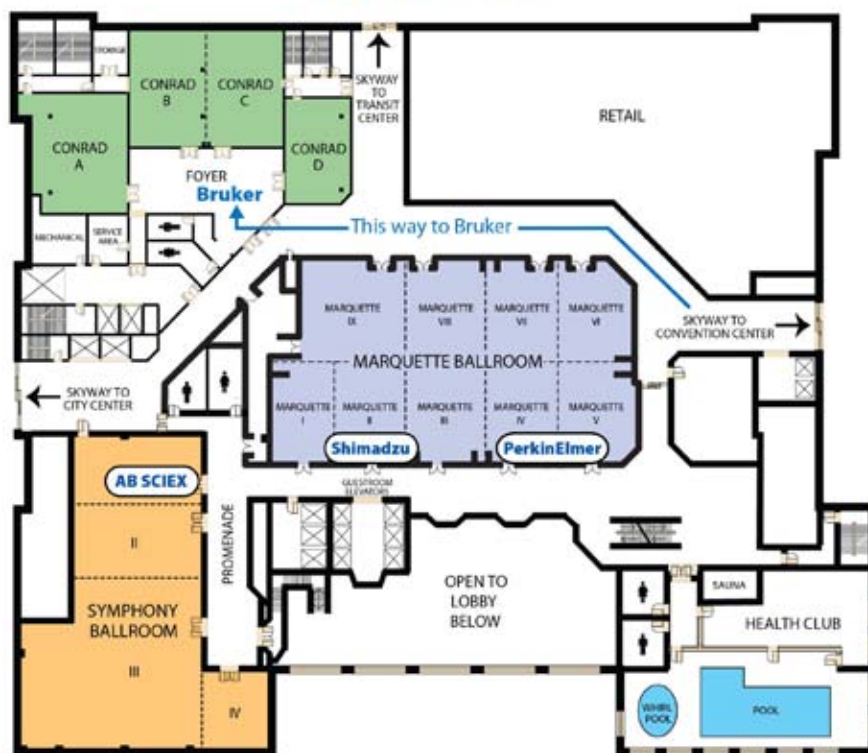 STORAGE
CONRAD
B
CONRAD
C
SKYWAY
TO
TRANSIT
CENTER
RETAIL
CONRAD
A
CONRAD
D
FOYER
Bruker
This way to Bruker
MECHANICAL
SERVICE
AREA
MARQUETTE
IX
MARQUETTE
VIII
MARQUETTE
VII
MARQUETTE
VI
SKYWAY TO
CONVENTION CENTER
MARQUETTE BALLROOM
SKYWAY TO
CITY CENTER
MARQUETTE
I
MARQUETTE
II
MARQUETTE
III
MARQUETTE
IV
MARQUETTE
V
Shimadzu
PerkinElmer
AB SCIEX
GUESTROOM
ELEVATORS
II
PROMENADE
SYMPHONY
BALLROOM
OPEN TO
LOBBY
BELOW
SAUNA
HEALTH CLUB
III
IV
WHIRL
POOL
POOL